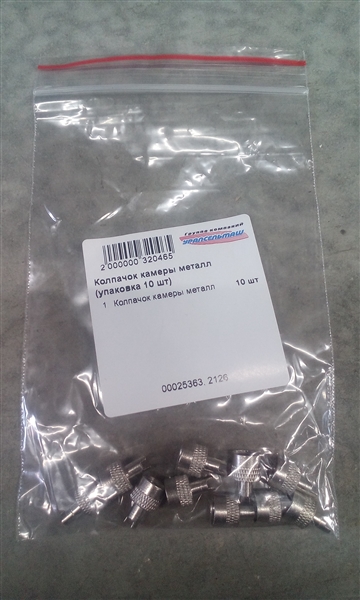 группа компаний
УРАЛСЕЛЬМАШ
2 000000 320465
Колпачок камеры металл
(упаковка 10 шт)
1 Колпачок камеры металл 10 шт
00025363, 2126